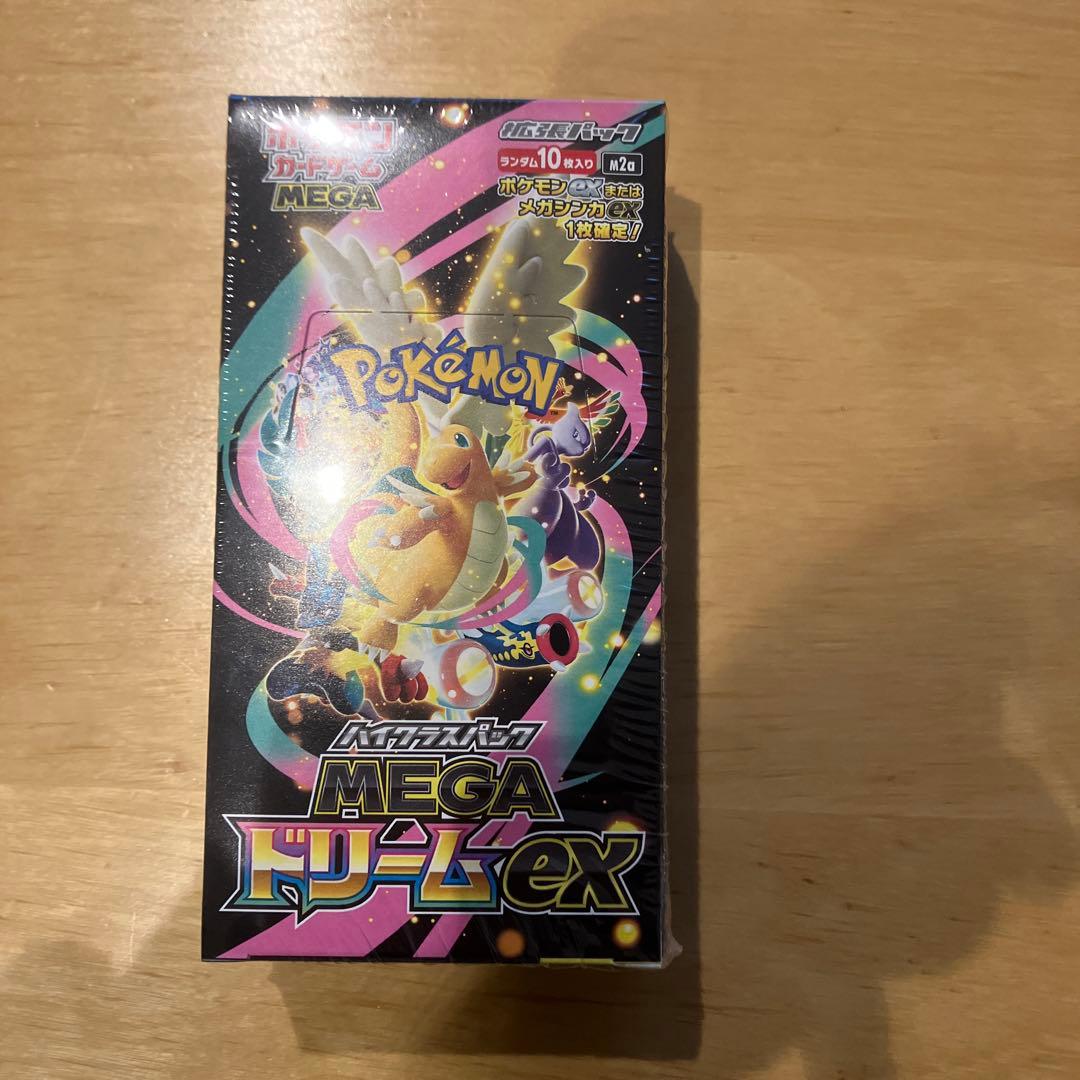 ポケモン
カードゲーム
MEGA
拡張パック
ランダム10枚入り
M2a
ポケモンexまたは
メガシンカex
1枚確定!
POKéMON
TM
ハイクラスパック
MEGA
ドリームex